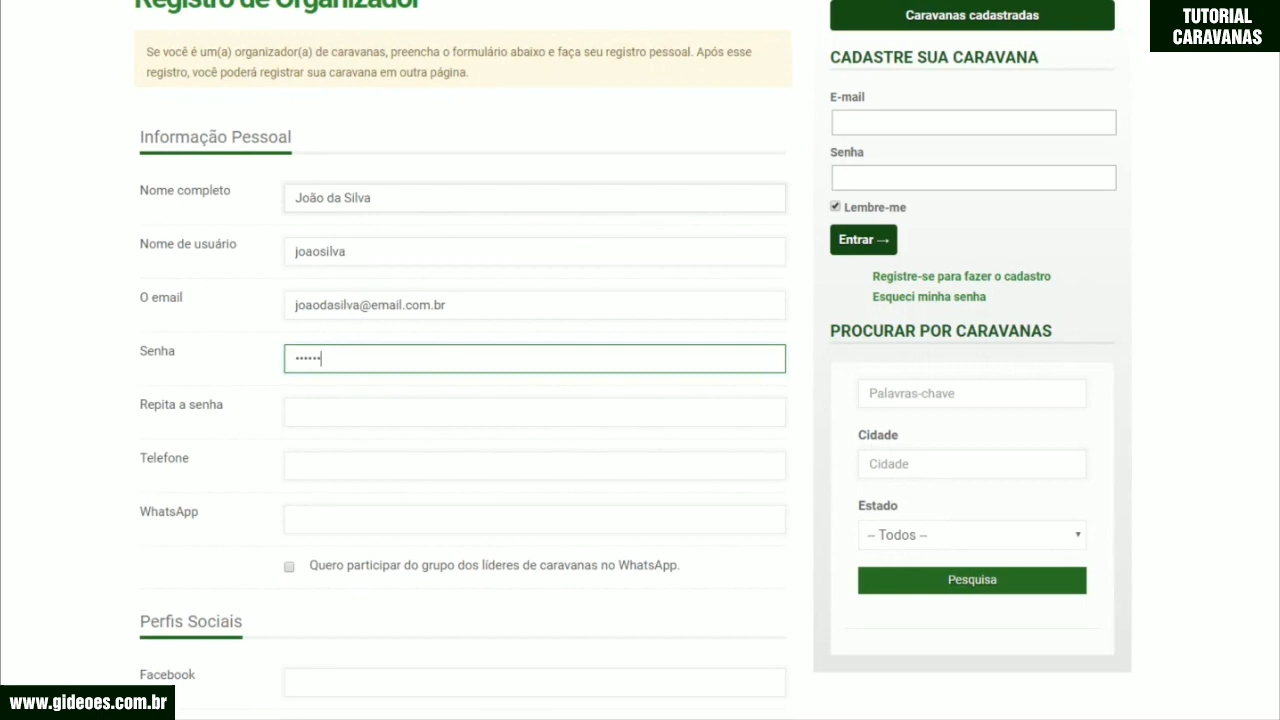 Registro de Organizador
Se você é um(a) organizador(a) de caravanas, preencha o formulário abaixo e faça seu registro pessoal. Após esse
registro, você poderá registrar sua caravana em outra página.
Informação Pessoal
Nome completo
João da Silva
Nome de usuário
joaosilva
O email
joaodasilva@email.com.br
Senha
••••••
Repita a senha
Telefone
WhatsApp
Quero participar do grupo dos líderes de caravanas no WhatsApp.
Perfis Sociais
Facebook
www.gideoes.com.br
Caravanas cadastradas
CADASTRE SUA CARAVANA
E-mail
Senha
Lembre-me
Entrar →
Registre-se para fazer o cadastro
Esqueci minha senha
PROCURAR POR CARAVANAS
Palavras-chave
Cidade
Cidade
Estado
-- Todos --
Pesquisa
TUTORIAL
CARAVANAS